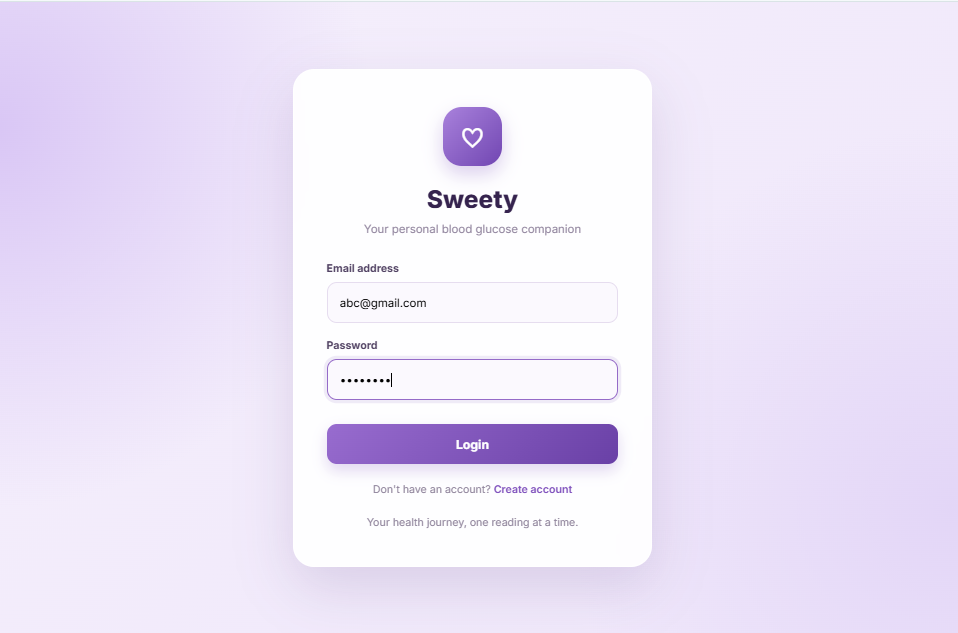 Sweety
Your personal blood glucose companion
Email address
abc@gmail.com
Password
••••••••
Login
Don't have an account? Create account
Your health journey, one reading at a time.